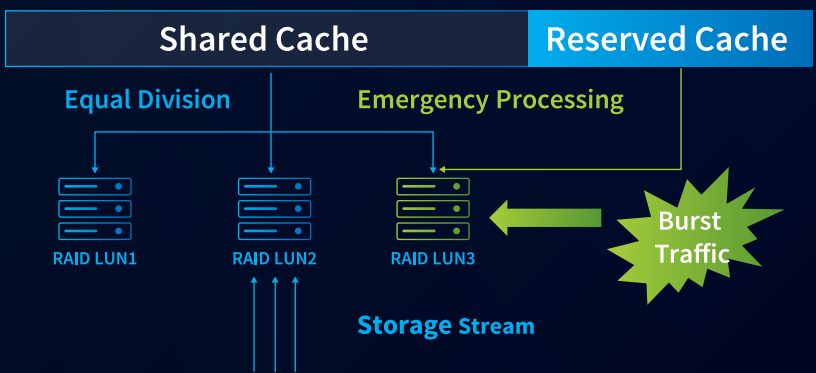 Shared Cache
Reserved Cache
Equal Division
Emergency Processing
Burst
Traffic
RAID LUN1
RAID LUN2
RAID LUN3
Storage Stream